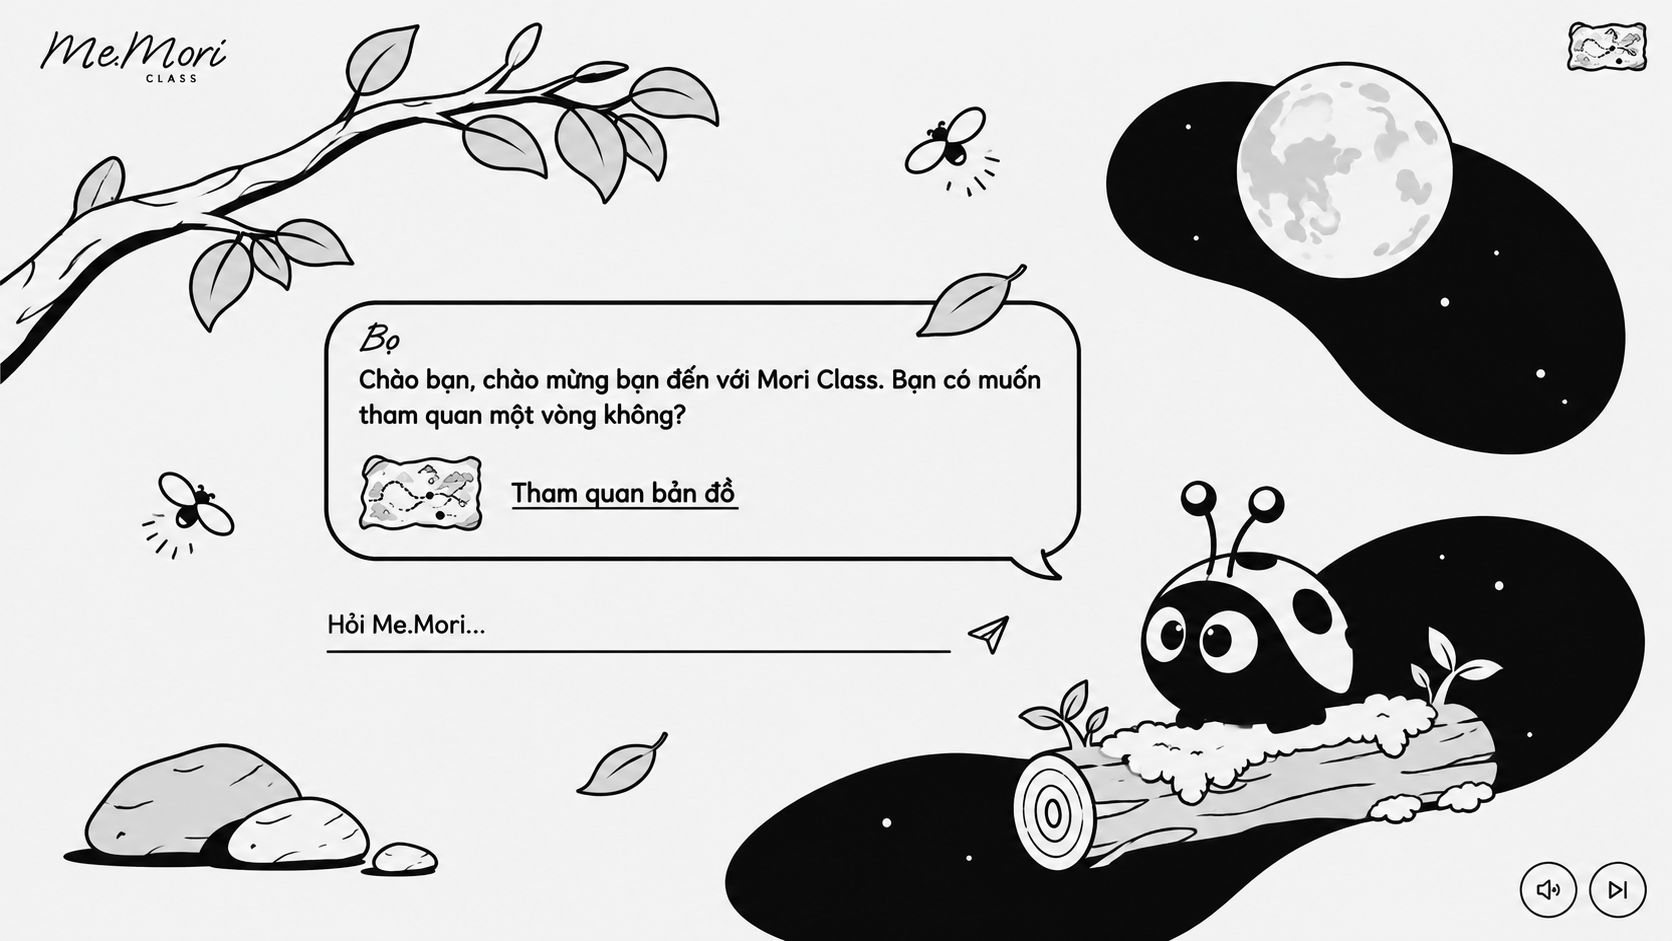 Me.Mori
CLASS
Bọ
Chào bạn, chào mừng bạn đến với Mori Class. Bạn có muốn
tham quan một vòng không?
Tham quan bản đồ
Hỏi Me.Mori...